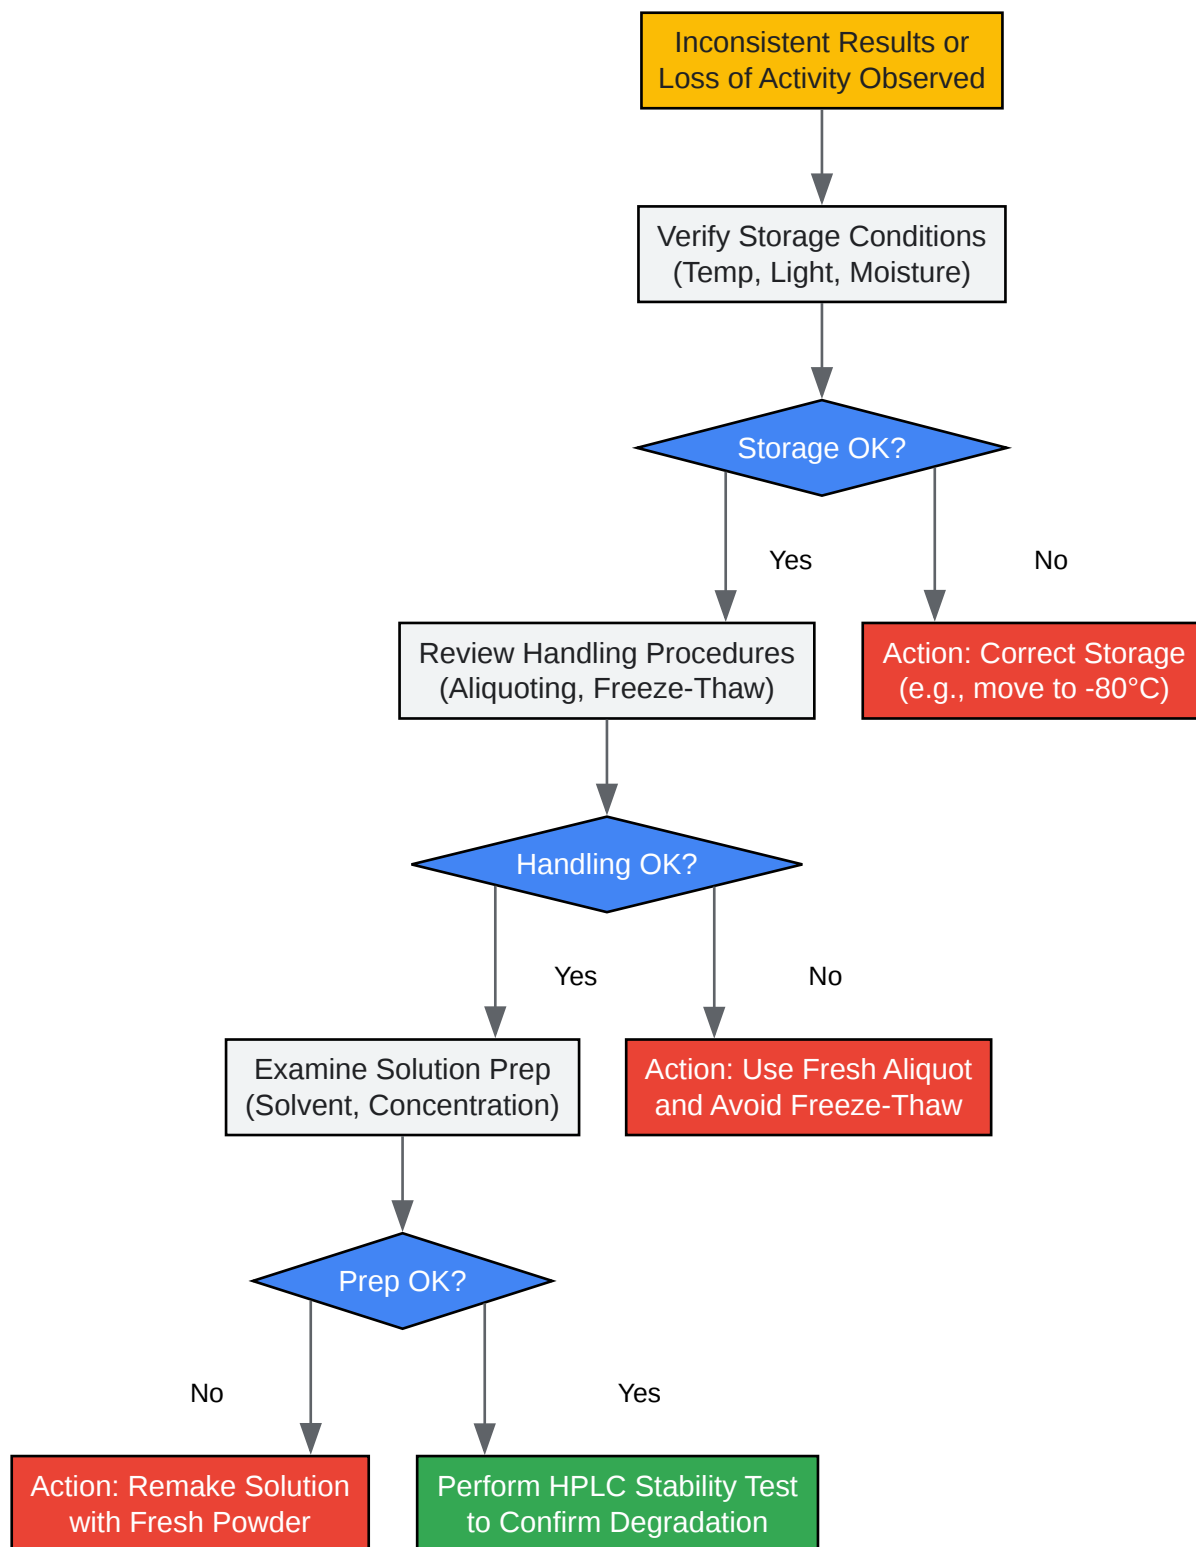 Inconsistent Results or
Loss of Activity Observed
Verify Storage Conditions
(Temp, Light, Moisture)
Storage OK?
Yes
No
Review Handling Procedures
(Aliquoting, Freeze-Thaw)
Action: Correct Storage
(e.g., move to -80°C)
Handling OK?
Yes
No
Examine Solution Prep
(Solvent, Concentration)
Action: Use Fresh Aliquot
and Avoid Freeze-Thaw
Prep OK?
No
Yes
Action: Remake Solution
with Fresh Powder
Perform HPLC Stability Test
to Confirm Degradation